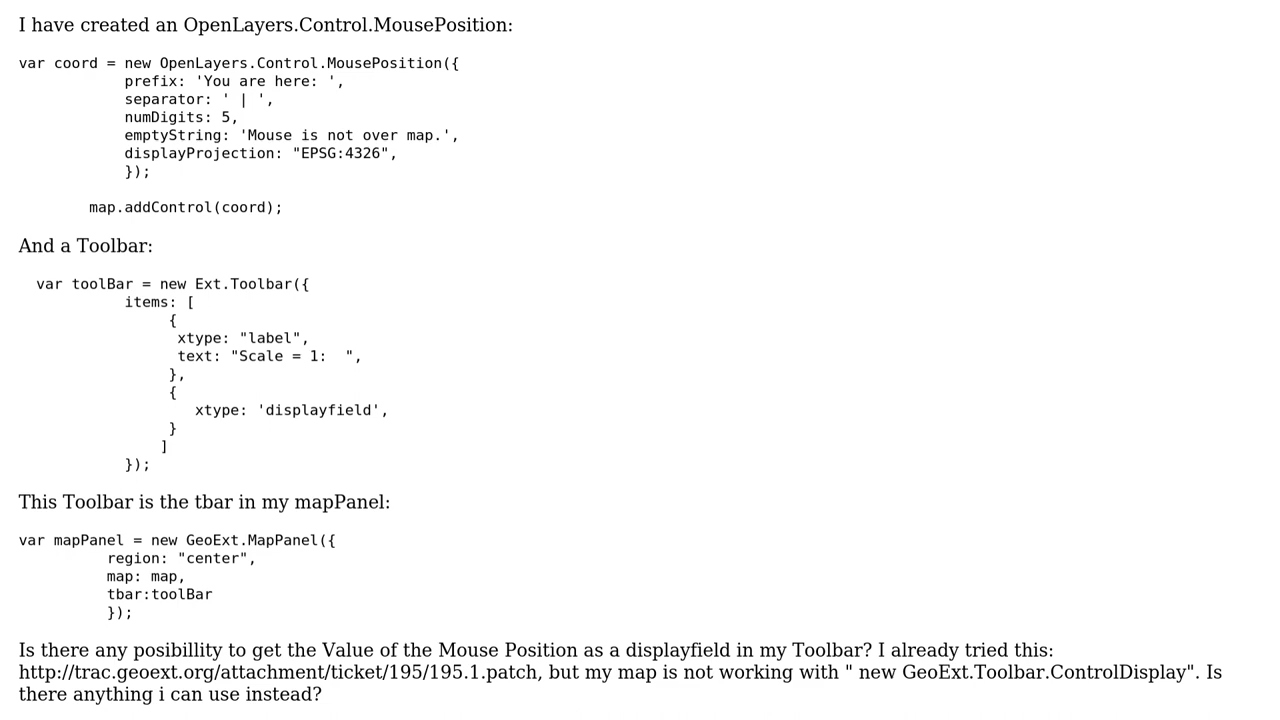 I have created an OpenLayers.Control.MousePosition:
var coord = new OpenLayers.Control.MousePosition({
            prefix: 'You are here: ',
            separator: ' | ',
            numDigits: 5,
            emptyString: 'Mouse is not over map.',
            displayProjection: "EPSG:4326",
            });
        map.addControl(coord);
And a Toolbar:
  var toolBar = new Ext.Toolbar({
            items: [
                 {
                  xtype: "label",
                  text: "Scale = 1:  ",
                 },
                 {
                    xtype: 'displayfield',
                 }
                ]
            });
This Toolbar is the tbar in my mapPanel:
var mapPanel = new GeoExt.MapPanel({
          region: "center",
          map: map,
          tbar:toolBar
          });
Is there any posibillity to get the Value of the Mouse Position as a displayfield in my Toolbar? I already tried this:
http://trac.geoext.org/attachment/ticket/195/195.1.patch, but my map is not working with " new GeoExt.Toolbar.ControlDisplay". Is
there anything i can use instead?